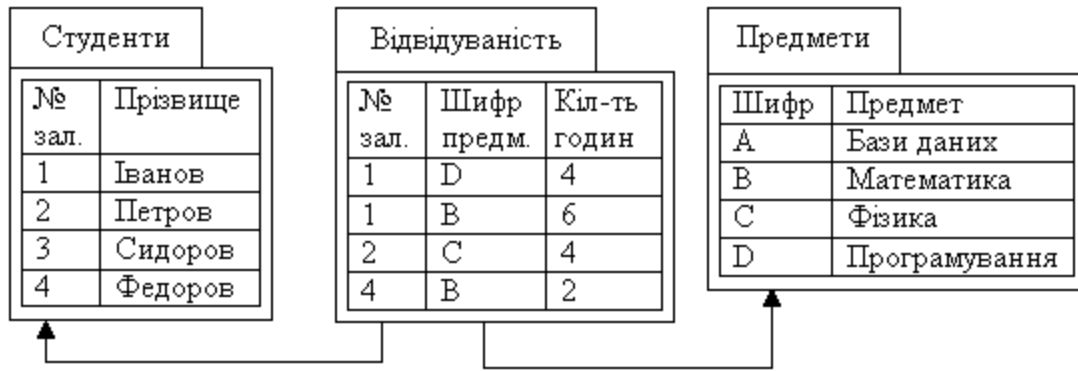 Студенти
№ зал. Прізвище
1 Іванов
2 Петров
3 Сидоров
4 Федоров
Відвідуваність
№ зал. Шифр предм. Кіл-ть годин
1 D 4
1 B 6
2 C 4
4 B 2
Предмети
Шифр Предмет
A Бази даних
B Математика
C Фізика
D Програмування